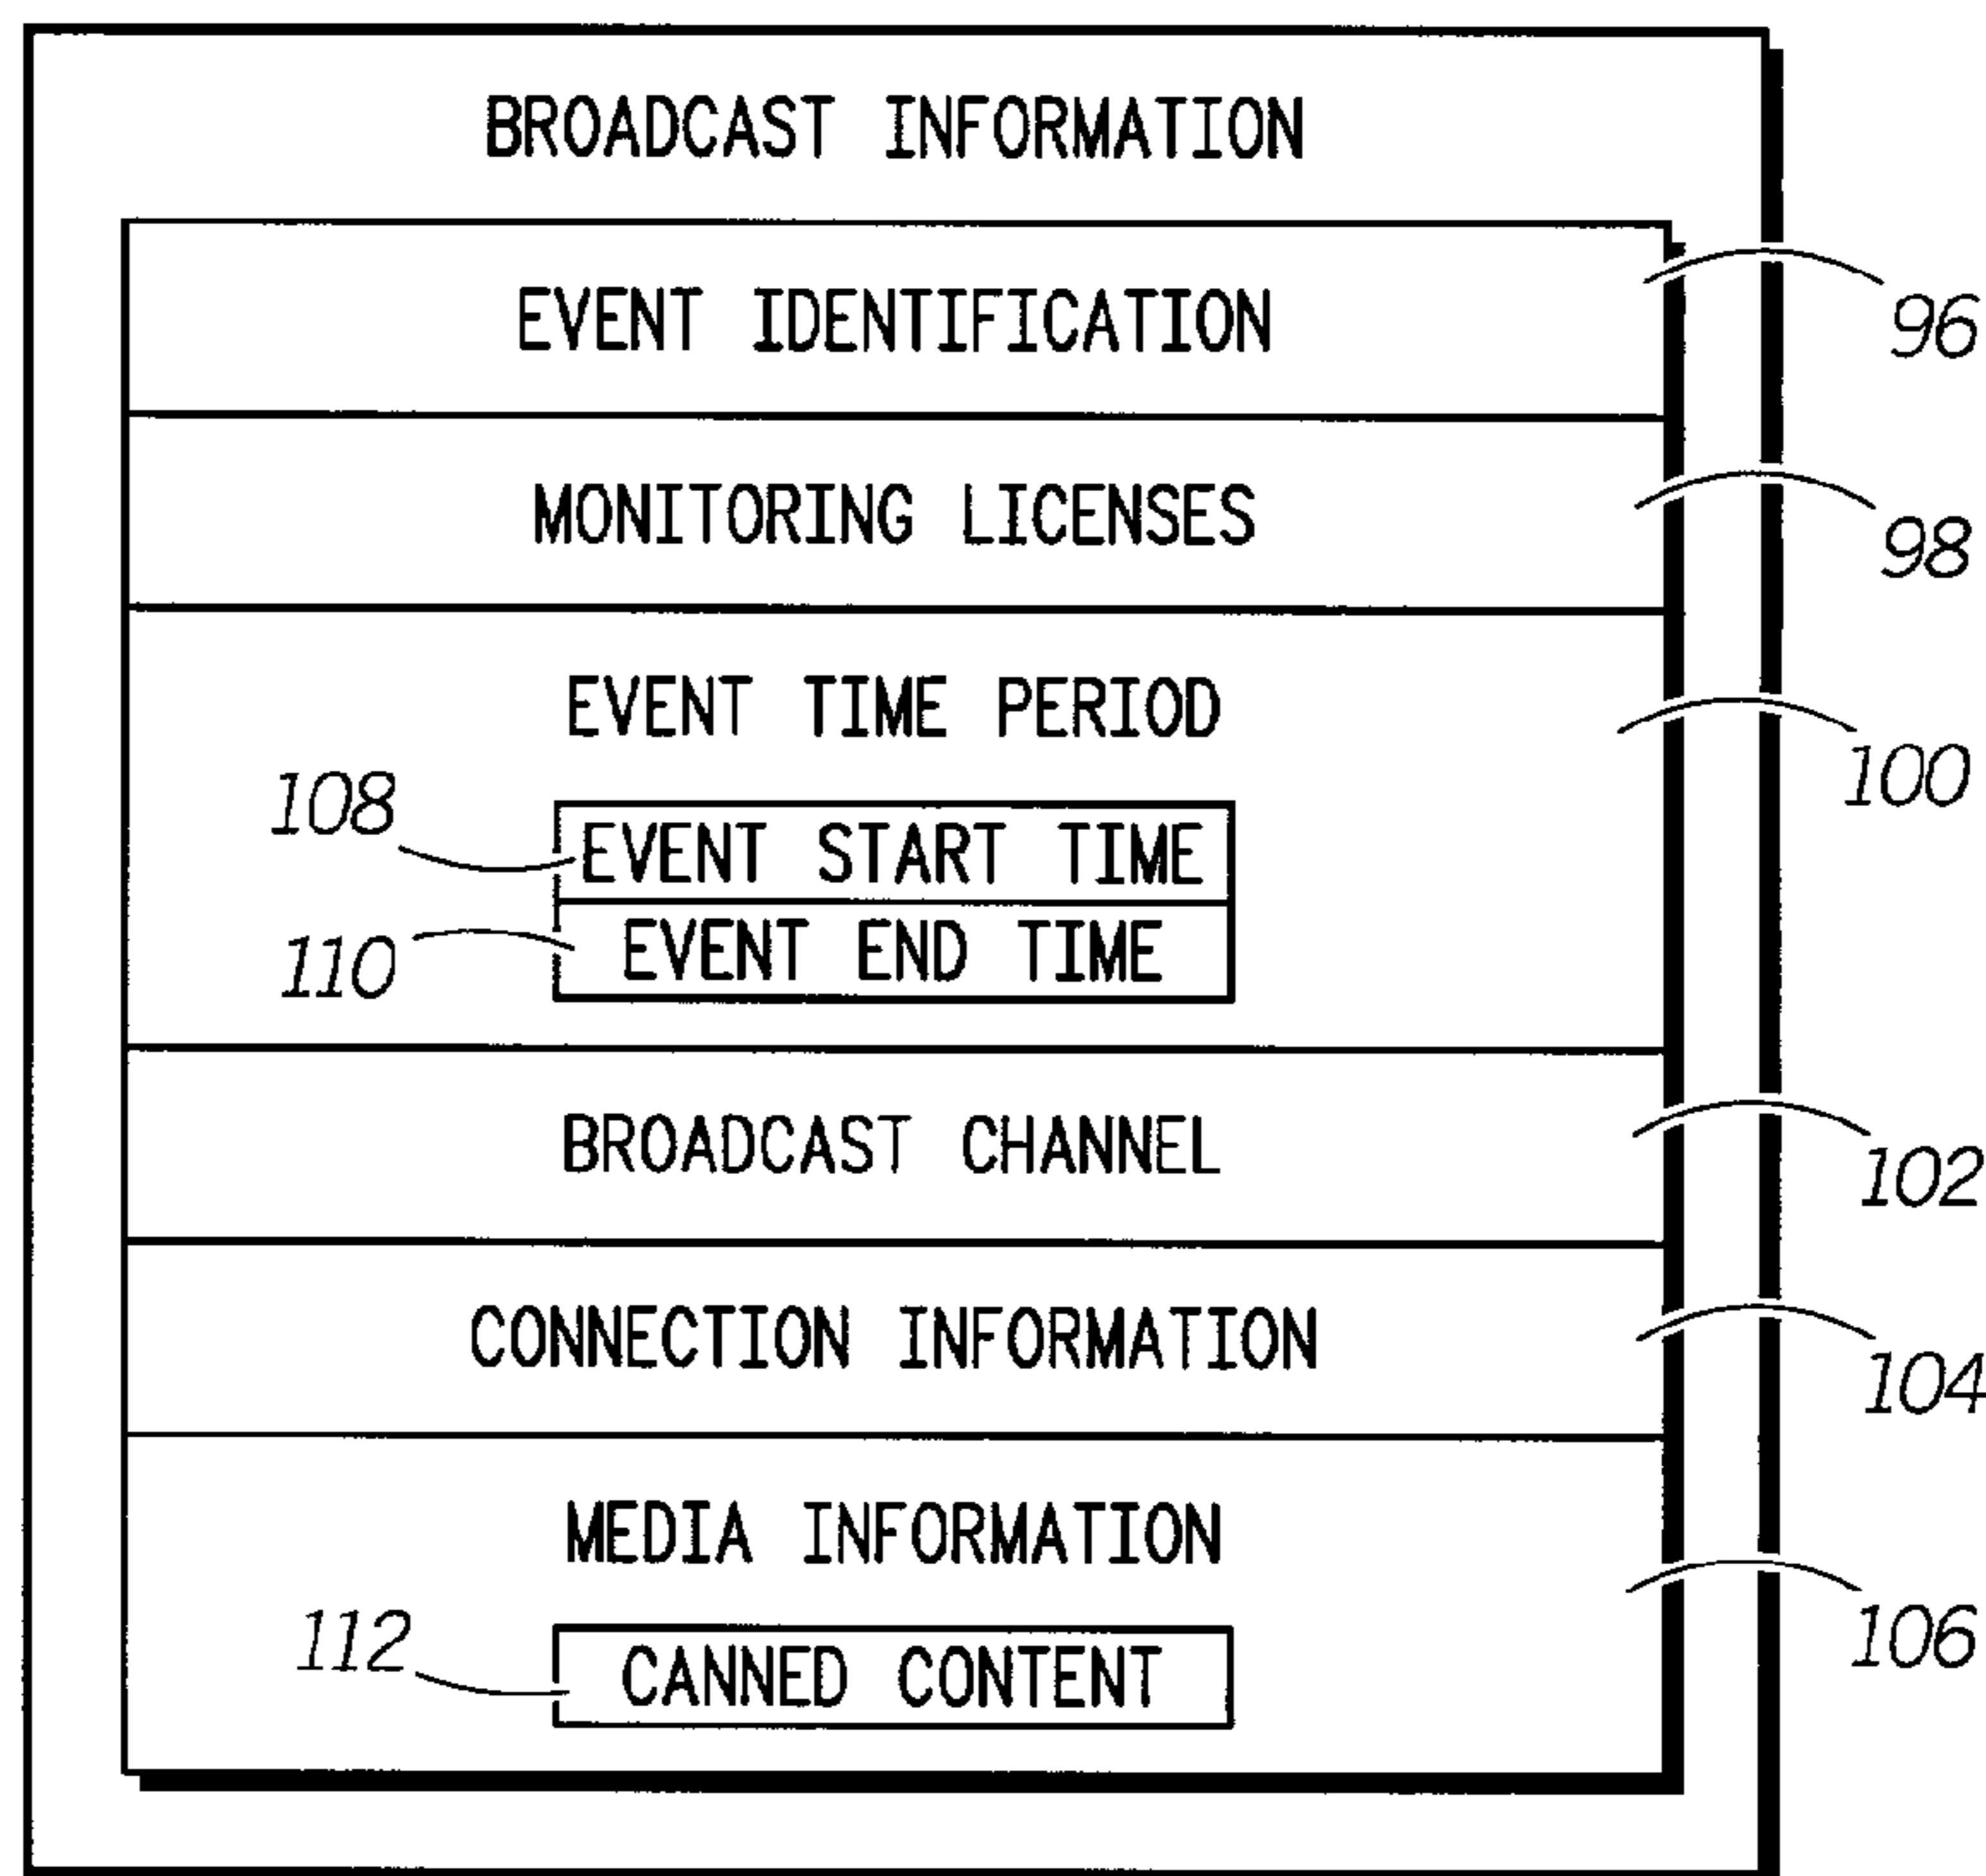 BROADCAST INFORMATION
EVENT IDENTIFICATION
96
MONITORING LICENSES
98
EVENT TIME PERIOD
100
108
EVENT START TIME
110
EVENT END TIME
BROADCAST CHANNEL
102
CONNECTION INFORMATION
104
MEDIA INFORMATION
106
112
CANNED CONTENT